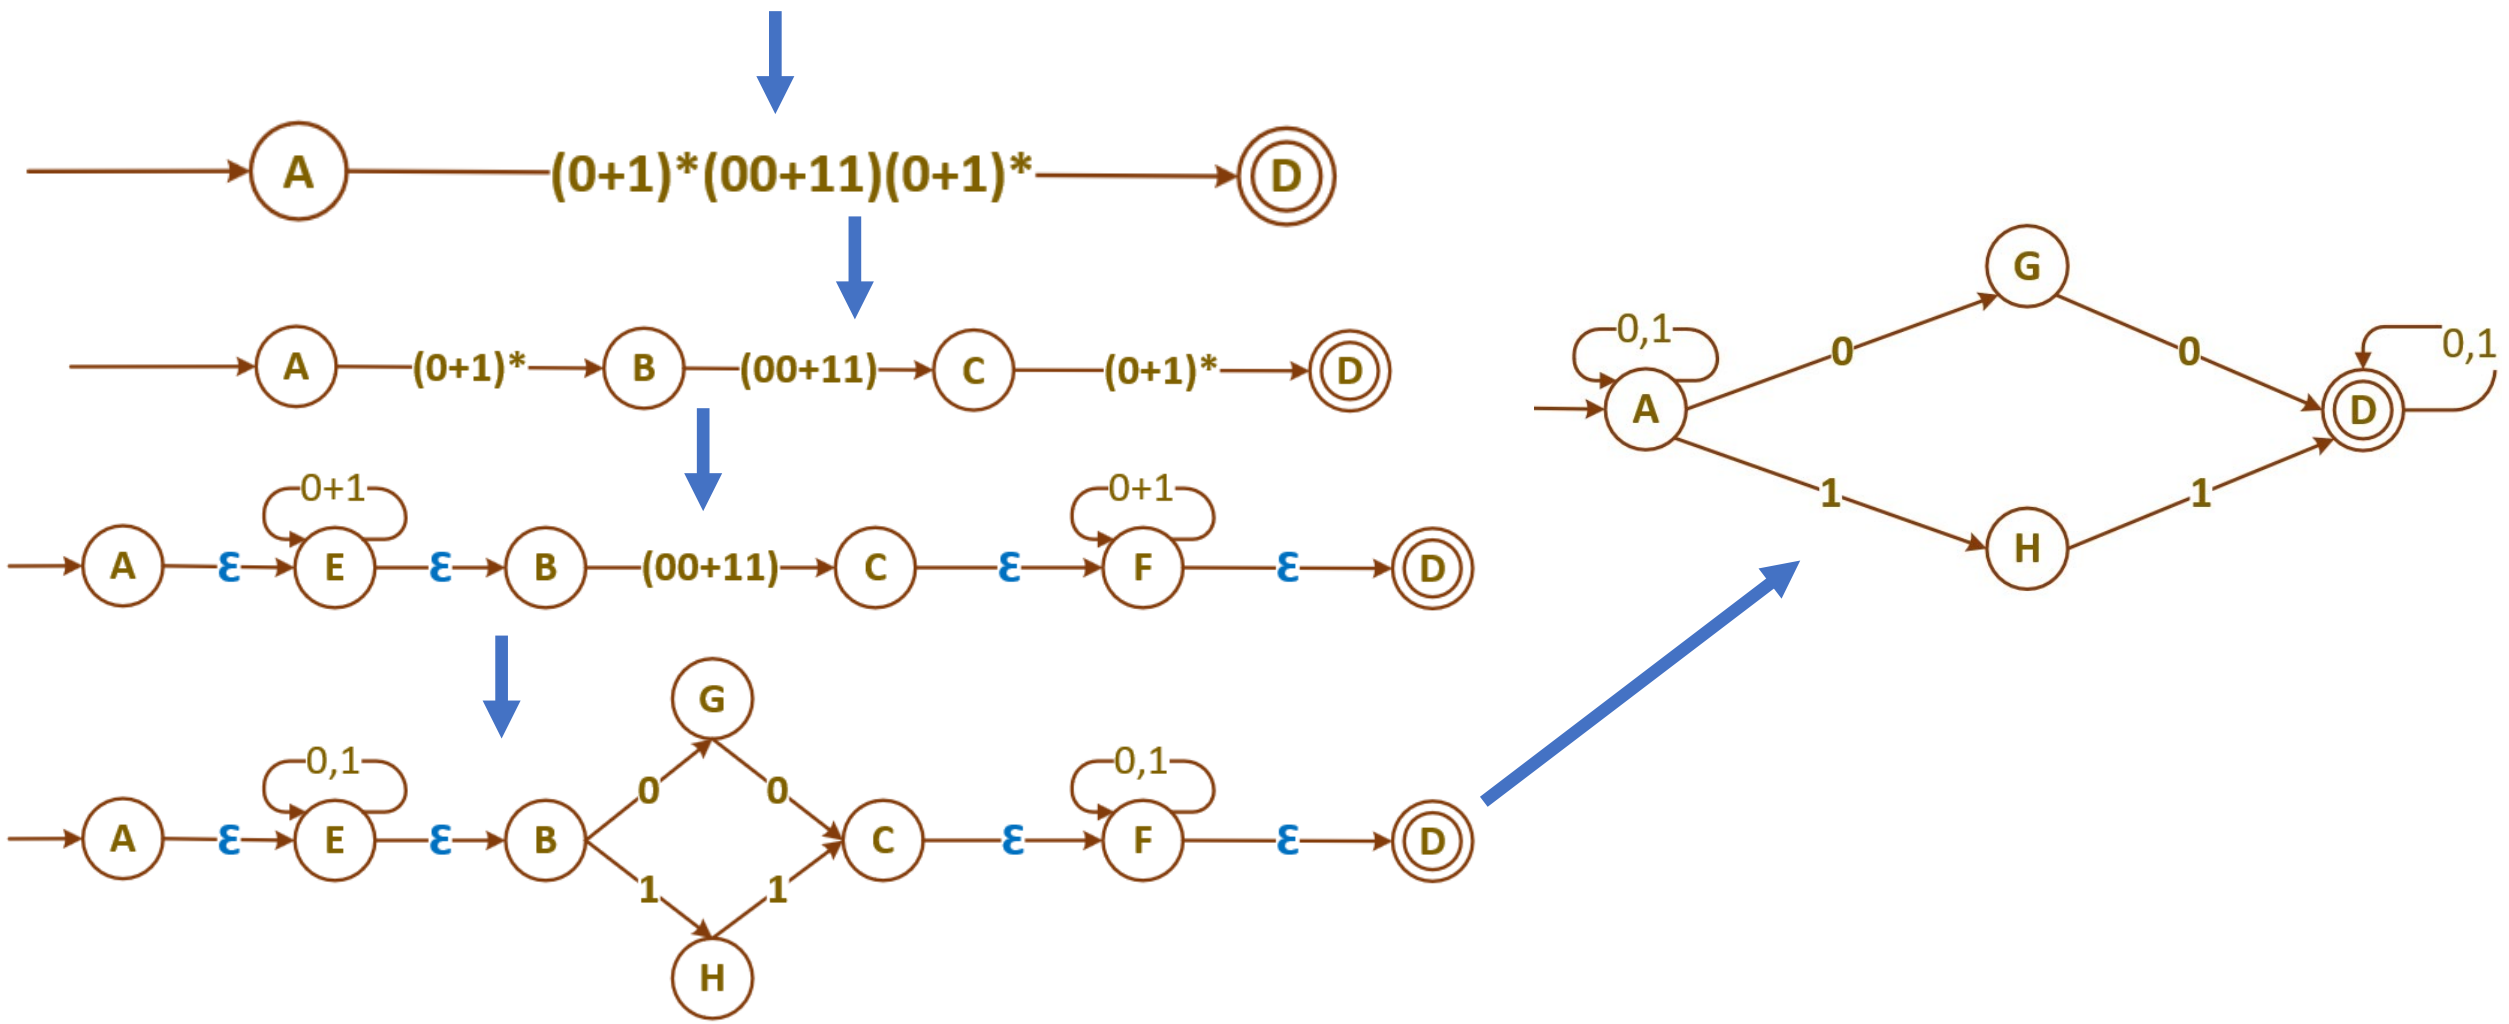 A (0+1)*(00+11)(0+1)* D
A (0+1)* B (00+11) C (0+1)* D
0+1 0+1
A ε E ε B (00+11) C ε F ε D
G
0,1 0 0 0,1
A ε E ε B C ε F ε D
1 1
H
G
0,1 0 0 0,1
A D
1 1
H